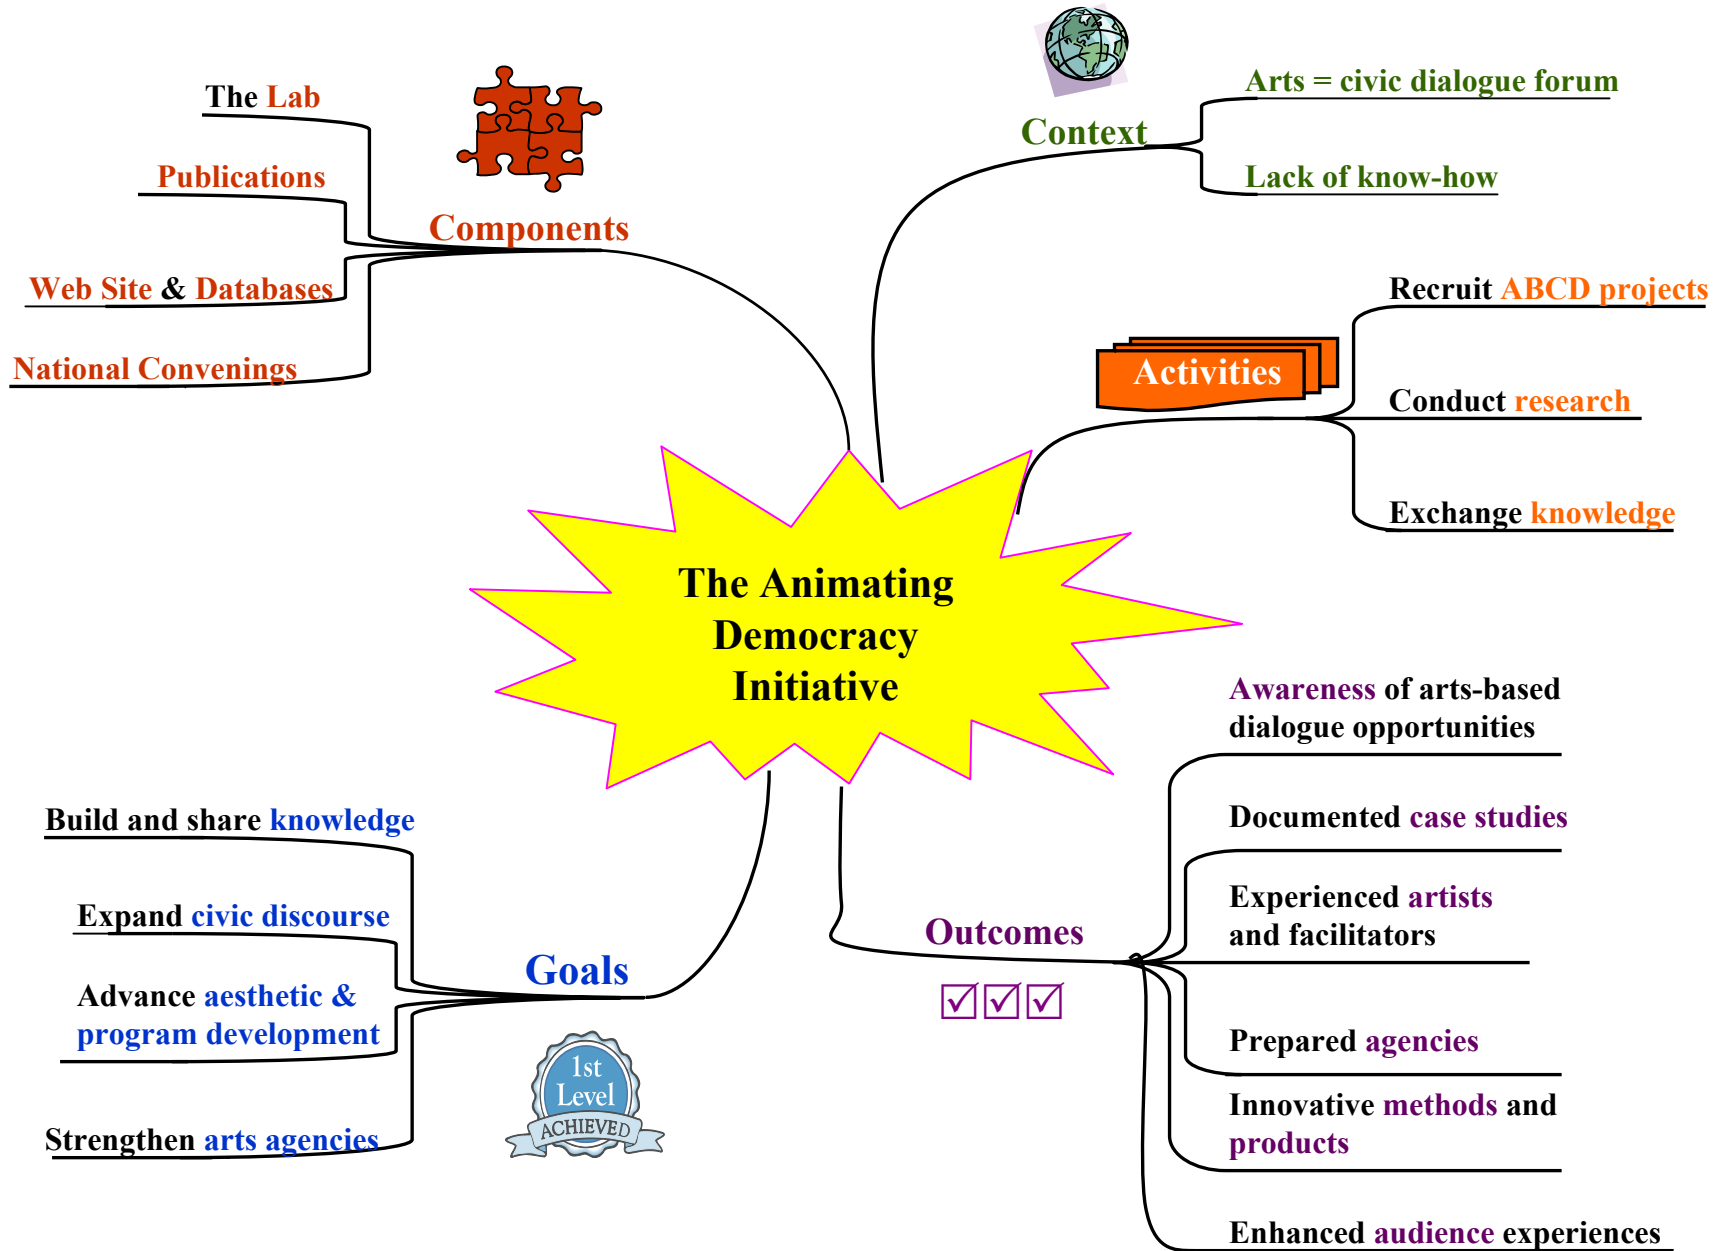 The Lab
Publications
Components
Web Site & Databases
National Convenings
Context
Arts = civic dialogue forum
Lack of know-how
Activities
Recruit ABCD projects
Conduct research
Exchange knowledge
The Animating
Democracy
Initiative
Build and share knowledge
Expand civic discourse
Goals
Advance aesthetic &
program development
Strengthen arts agencies
1st
Level
ACHIEVED
Outcomes
Awareness of arts-based
dialogue opportunities
Documented case studies
Experienced artists
and facilitators
Prepared agencies
Innovative methods and
products
Enhanced audience experiences